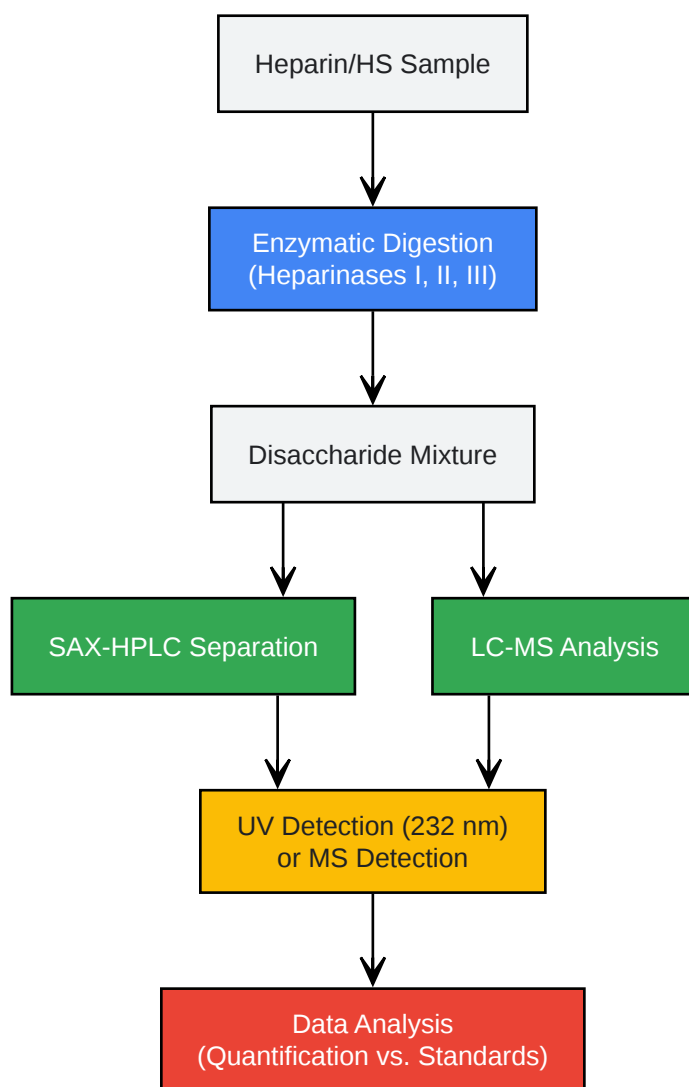 Heparin/HS Sample
Enzymatic Digestion
(Heparinases I, II, III)
Disaccharide Mixture
SAX-HPLC Separation
LC-MS Analysis
UV Detection (232 nm)
or MS Detection
Data Analysis
(Quantification vs. Standards)